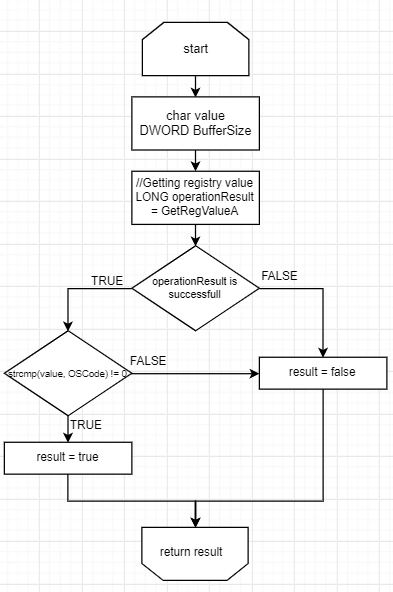 start
char value
DWORD BufferSize
//Getting registry value
LONG operationResult
= GetRegValueA
operationResult is
successfull
TRUE
FALSE
strcmp(value, OSCode) != 0
FALSE
result = false
TRUE
result = true
return result